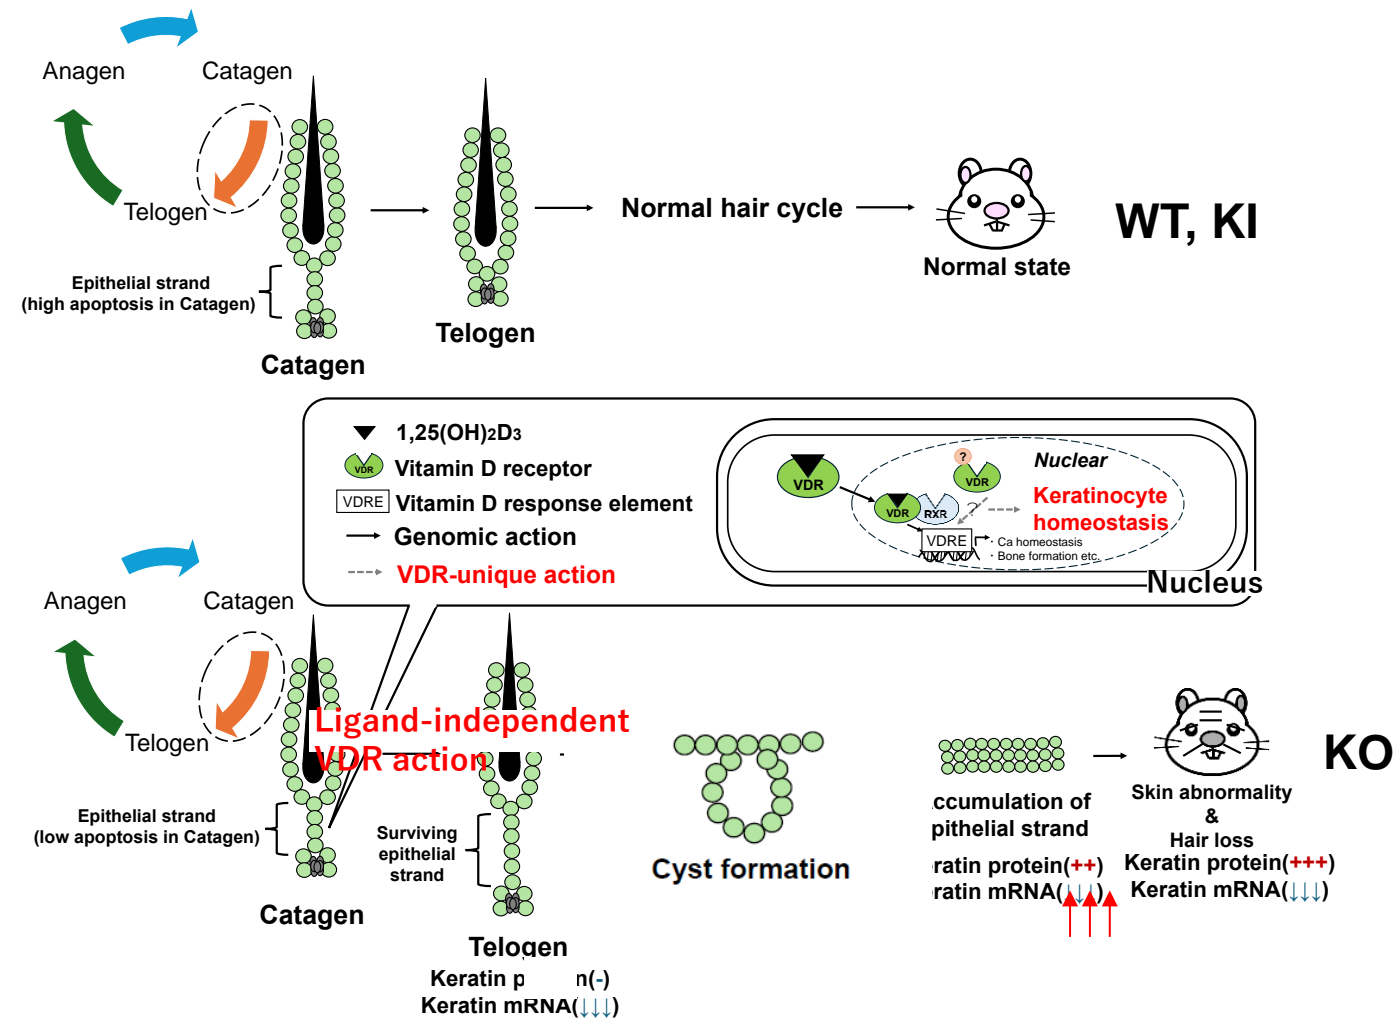 Anagen
Catagen
Telogen
Epithelial strand
(high apoptosis in Catagen)
Catagen
Telogen
Normal hair cycle
Normal state
WT, KI
1,25(OH)2D3
VDR
Vitamin D receptor
VDRE
Vitamin D response element
Genomic action
VDR-unique action
VDR
?
VDR
Nuclear
Keratinocyte
homeostasis
VDR
RXR
?
VDRE
· Ca homeostasis
· Bone formation etc.
Nucleus
Anagen
Catagen
Telogen
Ligand-independent
VDR action
Epithelial strand
(low apoptosis in Catagen)
Catagen
Surviving
epithelial
strand
Telogen
Keratin p n(-)
Keratin mRNA(↓↓↓)
Cyst formation
ccumulation of
pithelial strand
ratin protein(++)
ratin mRNA(↓↓↓)
Skin abnormality
&
Hair loss
Keratin protein(+++)
Keratin mRNA(↓↓↓)
KO